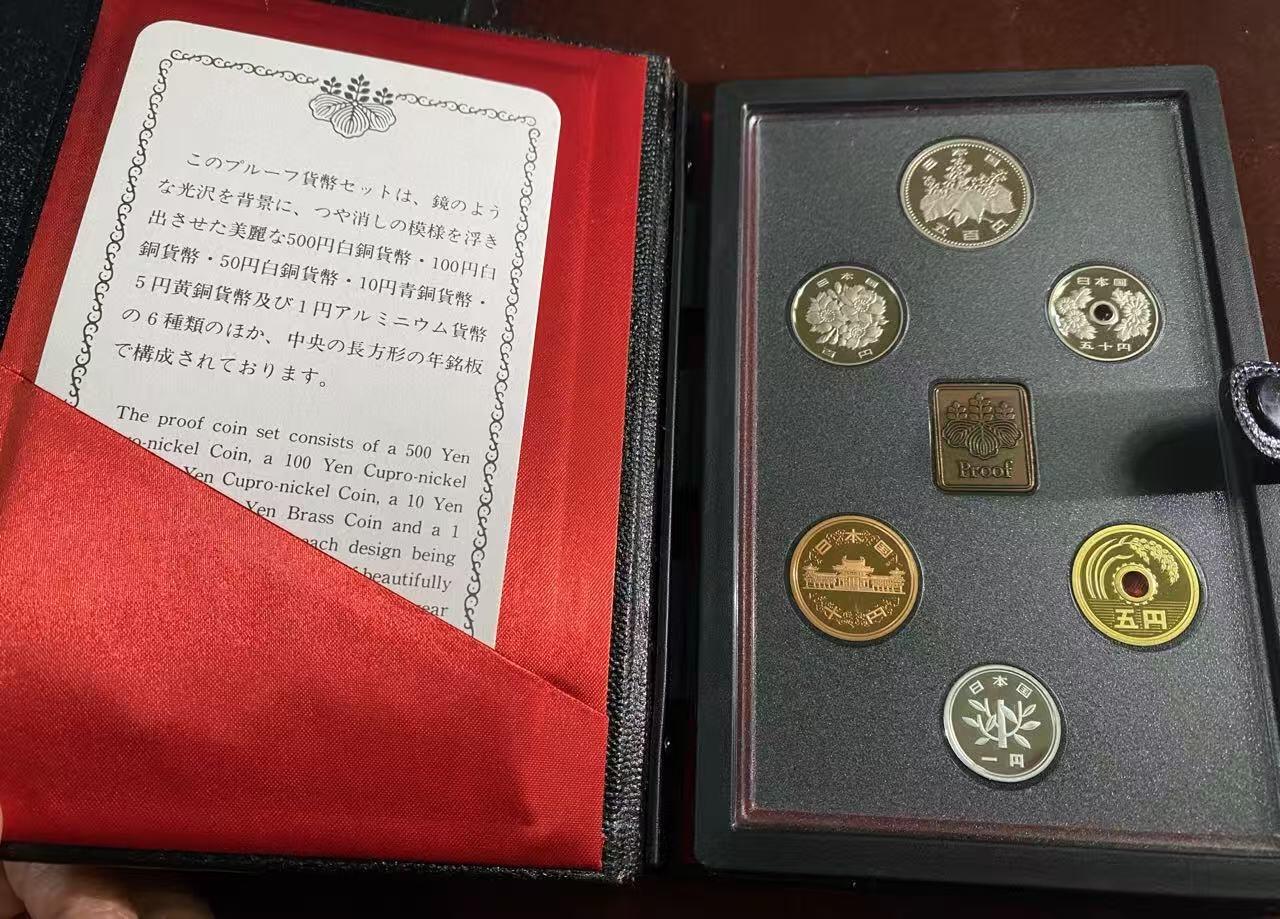 このプルーフ貨幣セットは、鏡のよう
な光沢を背景に、つや消しの模様を浮き
出させた美麗な500円白銅貨幣・100円白
銅貨幣・50円白銅貨幣・10円青銅貨幣・
5円黄銅貨幣及び1円アルミニウム貨幣
の6種類のほか、中央の長方形の年銘板
で構成されております。
The proof coin set consists of a 500 Yen
-nickel Coin, a 100 Yen Cupro-nickel
Yen Cupro-nickel Coin, a 10 Yen
Yen Brass Coin and a 1
each design being
beautifully
year
日本国
五百円
日本国
百円
日本国
五十円
Proof
日本国
十円
五円
日本国
一円